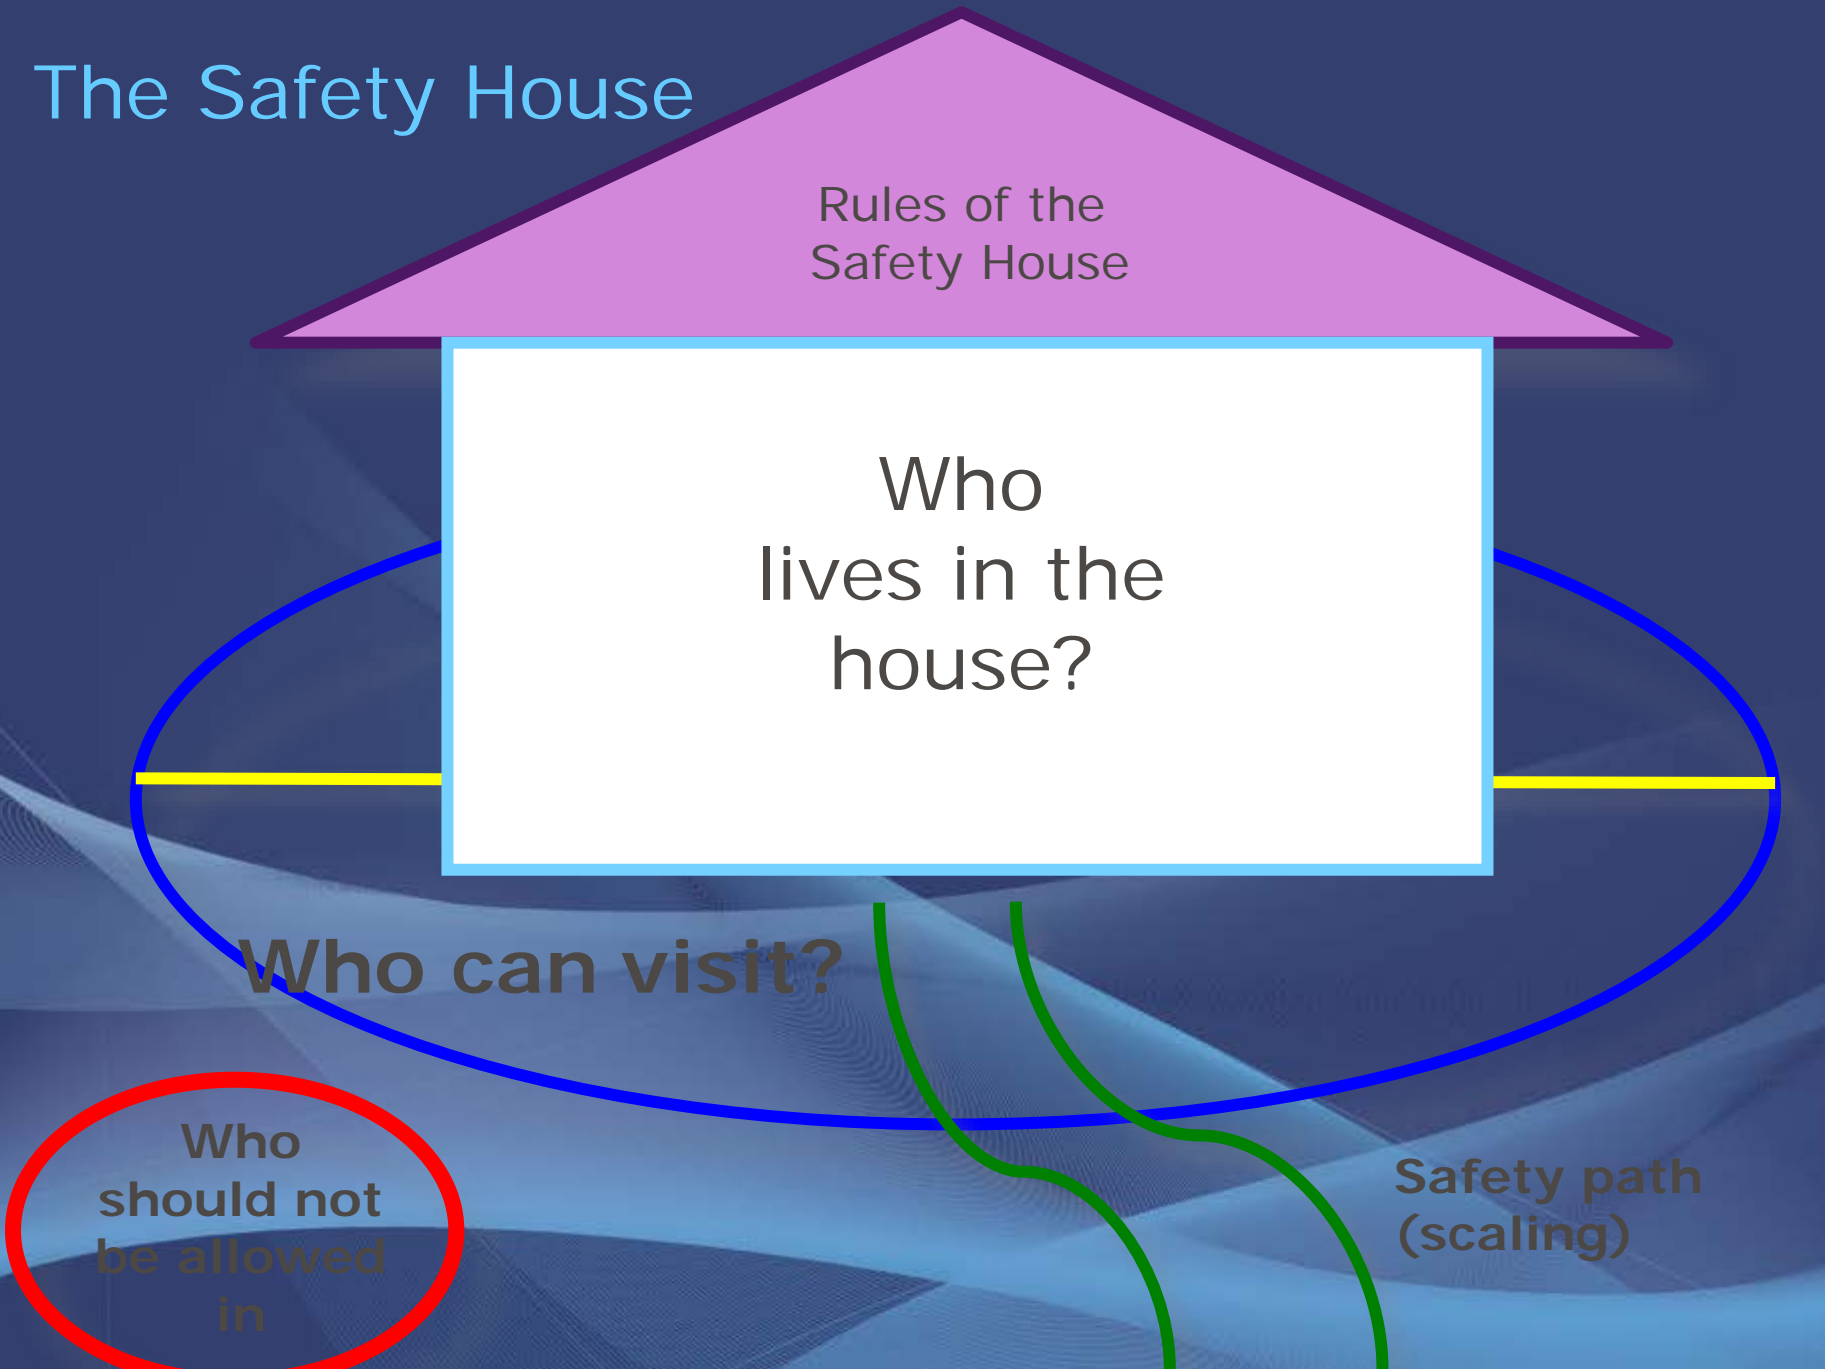 The Safety House
Rules of the
Safety House
Who
lives in the
house?
Who can visit?
Who
should not
be allowed
in
Safety path
(scaling)